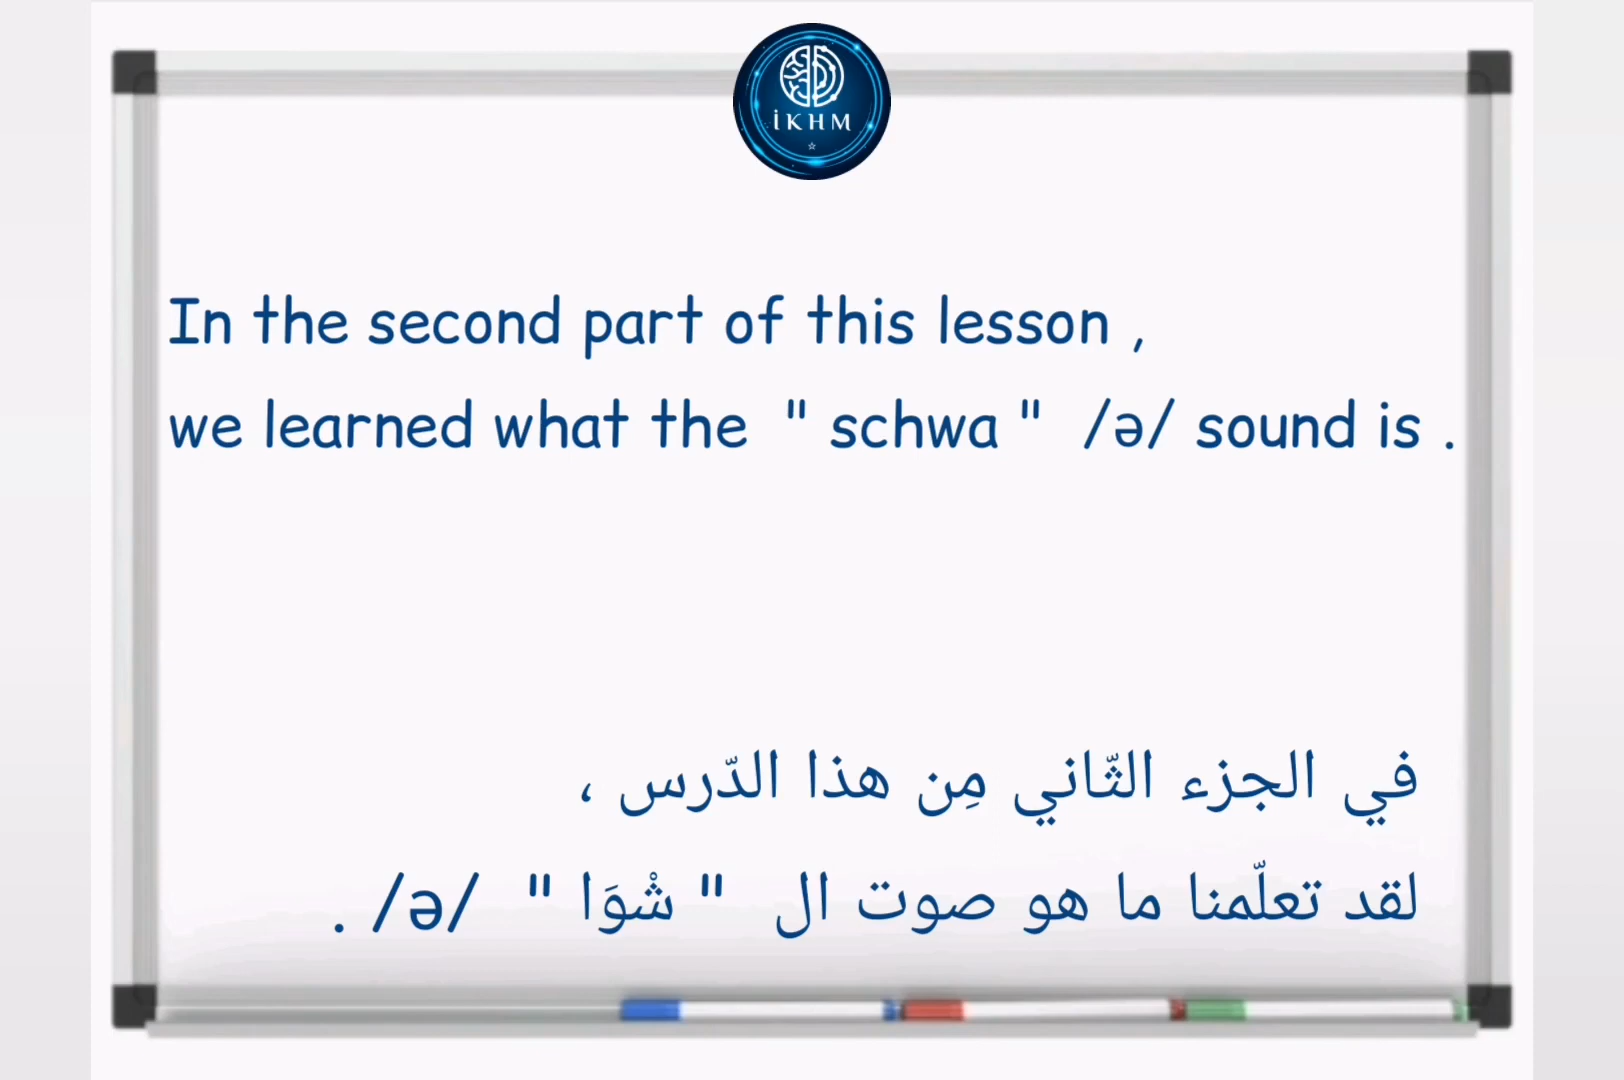 İKHM
In the second part of this lesson ,
we learned what the " schwa " /ə/ sound is .
في الجزء الثّاني مِن هذا الدّرس ،
لقد تعلّمنا ما هو صوت ال " شْوَا " /ə/ .